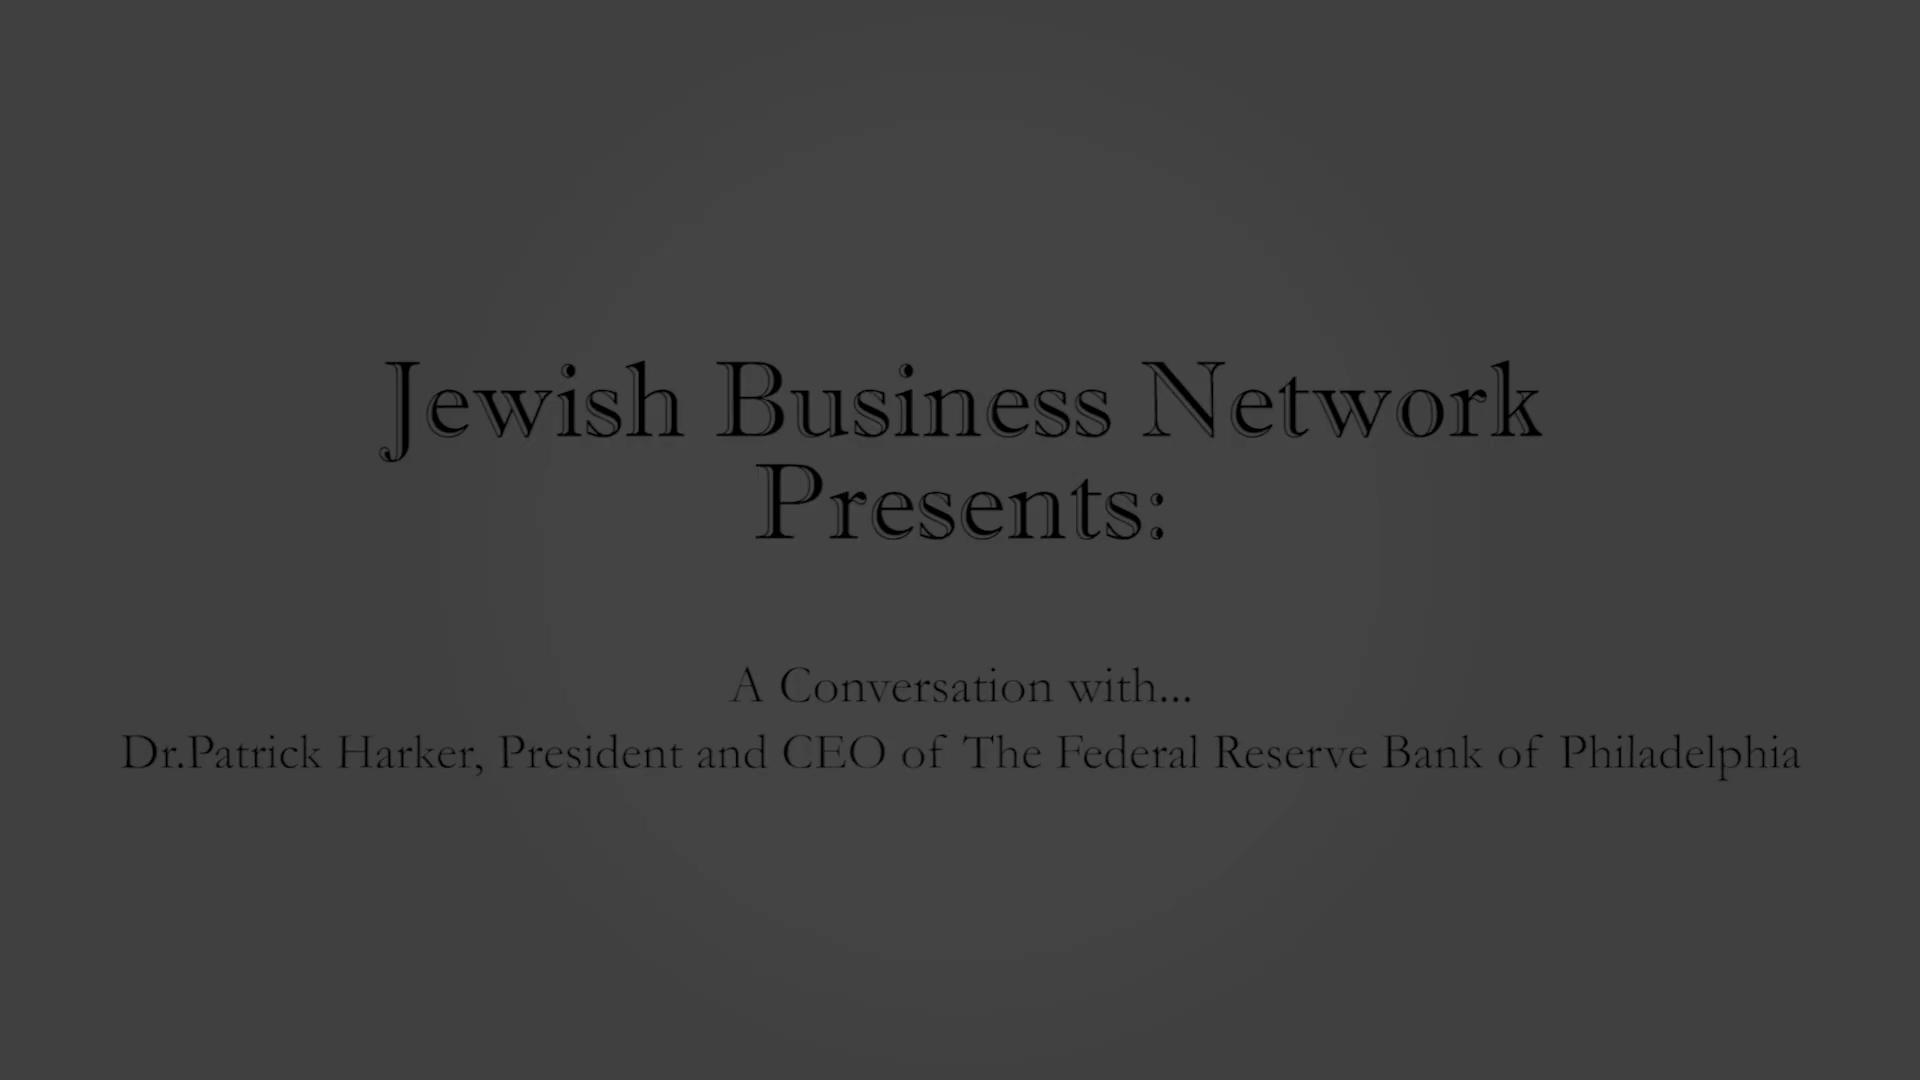 Jewish Business Network
Presents:
A Conversation with...
Dr.Patrick Harker, President and CEO of The Federal Reserve Bank of Philadelphia